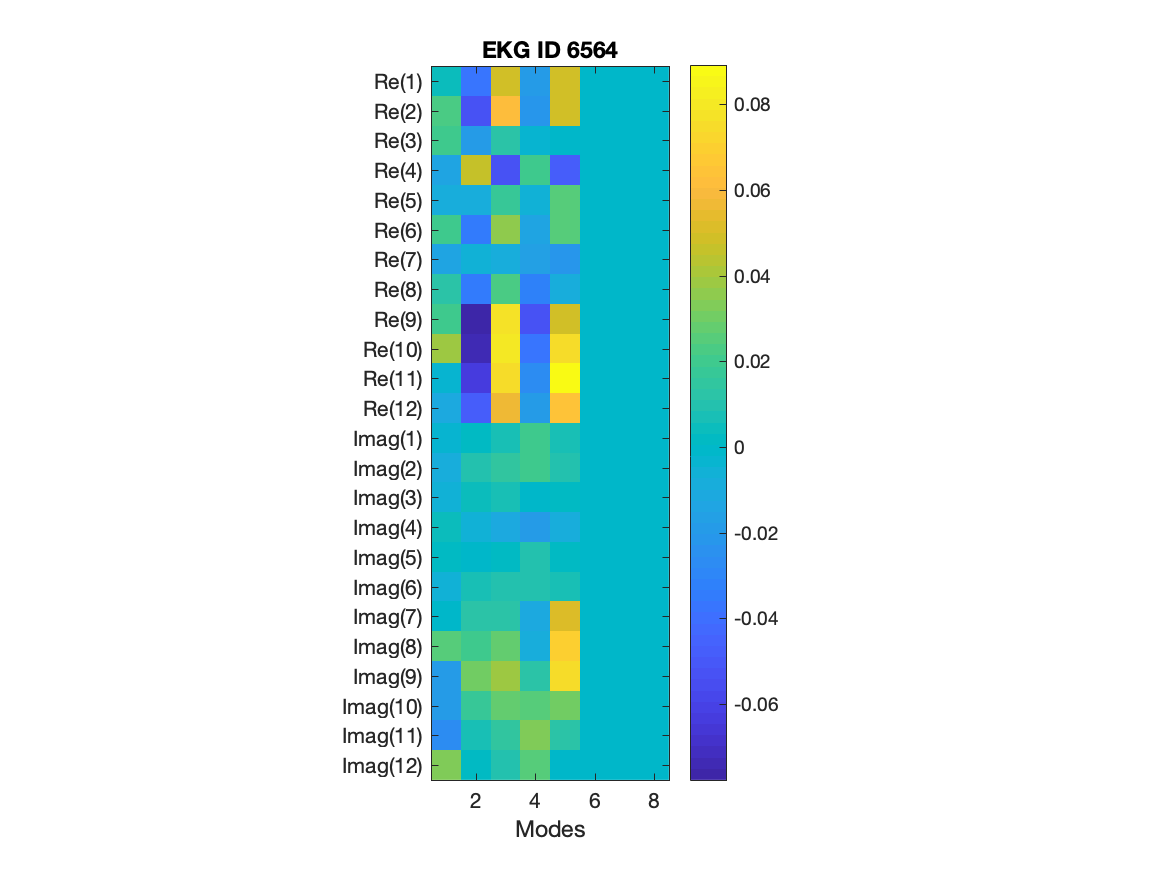 EKG ID 6564
Re(1)
Re(2)
Re(3)
Re(4)
Re(5)
Re(6)
Re(7)
Re(8)
Re(9)
Re(10)
Re(11)
Re(12)
Imag(1)
Imag(2)
Imag(3)
Imag(4)
Imag(5)
Imag(6)
Imag(7)
Imag(8)
Imag(9)
Imag(10)
Imag(11)
Imag(12)
2 4 6 8
Modes
0.08
0.06
0.04
0.02
0
-0.02
-0.04
-0.06